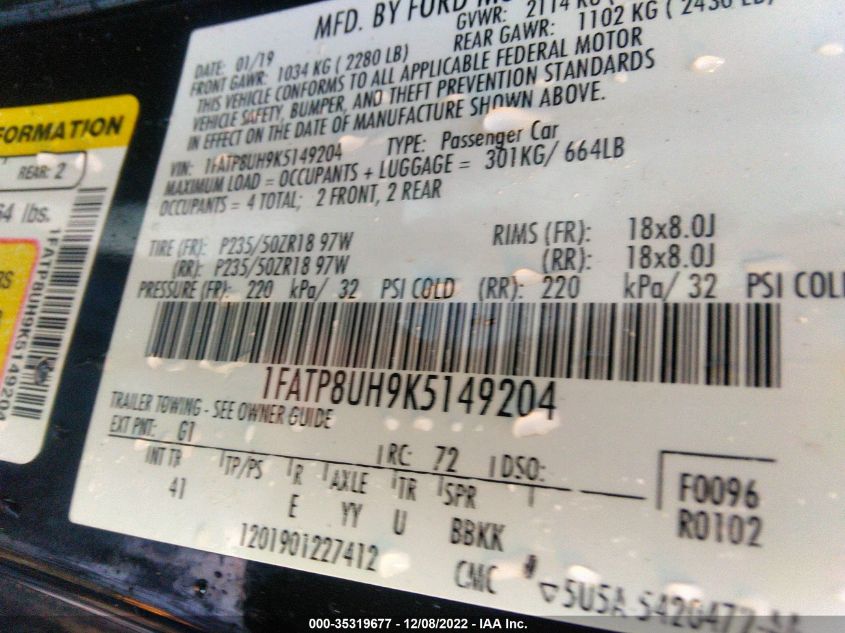 MFD. BY FORD
GVWR: 2114 KG
DATE: 01/19
FRONT GAWR: 1034 KG ( 2280 LB)
REAR GAWR: 1102 KG
THIS VEHICLE CONFORMS TO ALL APPLICABLE FEDERAL MOTOR
VEHICLE SAFETY, BUMPER, AND THEFT PREVENTION STANDARDS
IN EFFECT ON THE DATE OF MANUFACTURE SHOWN ABOVE.
VIN: 1FATP8UH9K5149204 TYPE: Passenger Car
MAXIMUM LOAD = OCCUPANTS + LUGGAGE = 301KG/ 664LB
OCCUPANTS = 4 TOTAL; 2 FRONT, 2 REAR
TIRE (FR): P235/50ZR18 97W RIMS (FR): 18x8.0J
(RR): P235/50ZR18 97W (RR): 18x8.0J
PRESSURE (FR): 220 kPa/ 32 PSI COLD (RR): 220 kPa/ 32 PSI
1FATP8UH9K5149204
TRAILER TOWING - SEE OWNER GUIDE
EXT PNT: G1 RC: 72 DSO:
INT TR TP/PS R AXLE TR SPR
41 E YY U BBKK
F0096
R0102
1201901227412
CMC
REAR: 2
lbs.
1FATP8UH9K5149204
000-35319677 - 12/08/2022 - IAA Inc.